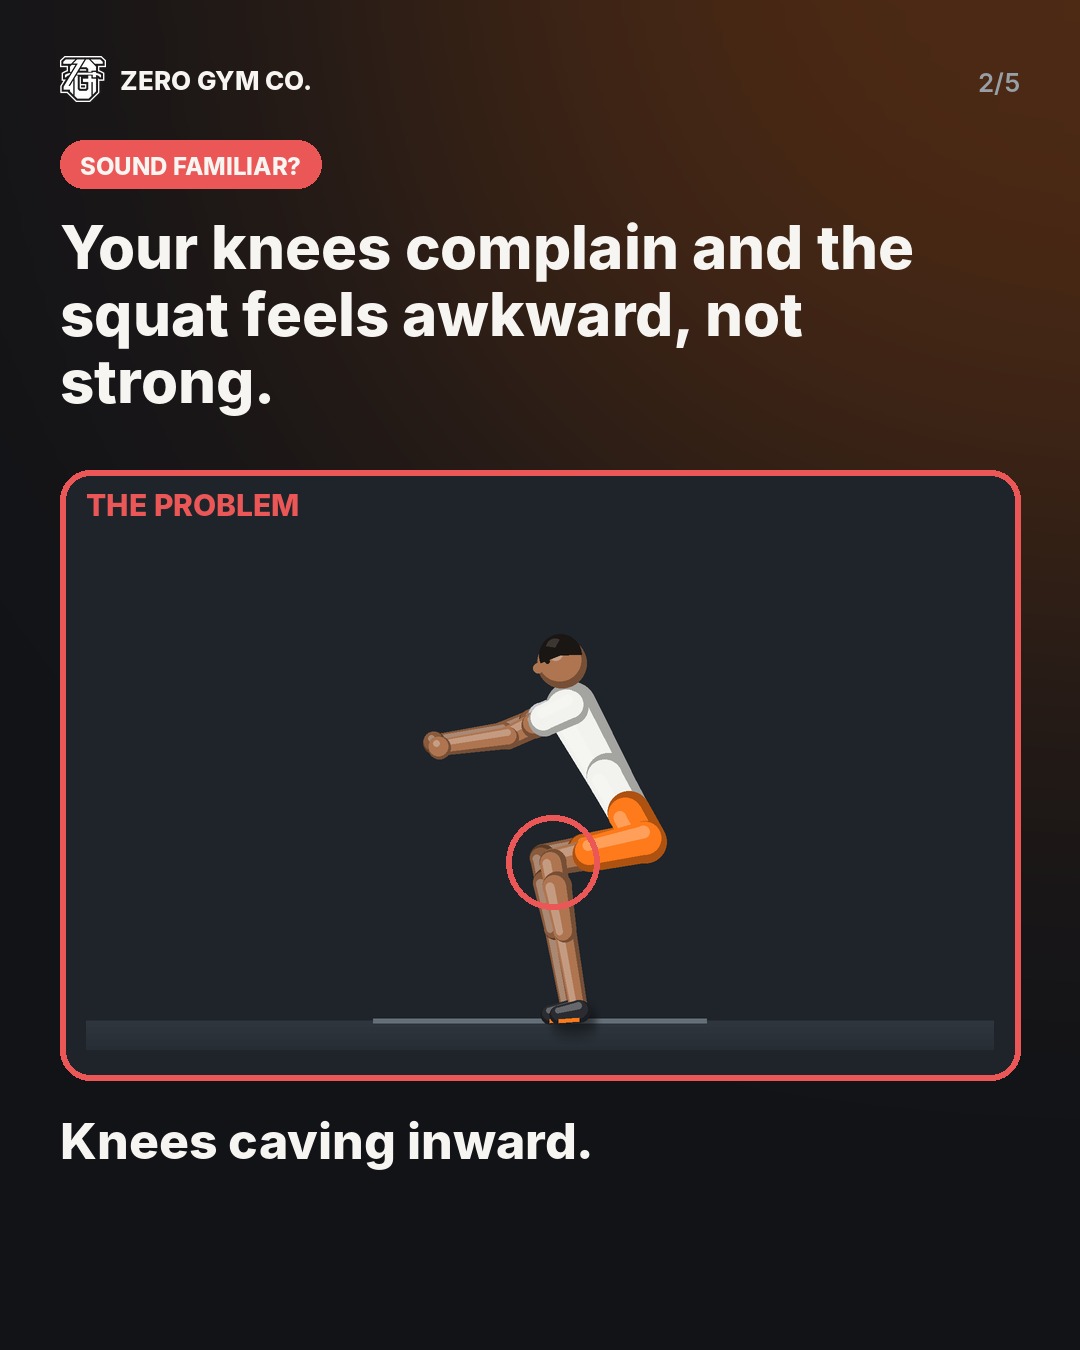 ZERO GYM CO.
2/5
SOUND FAMILIAR?
Your knees complain and the
squat feels awkward, not
strong.
THE PROBLEM
Knees caving inward.